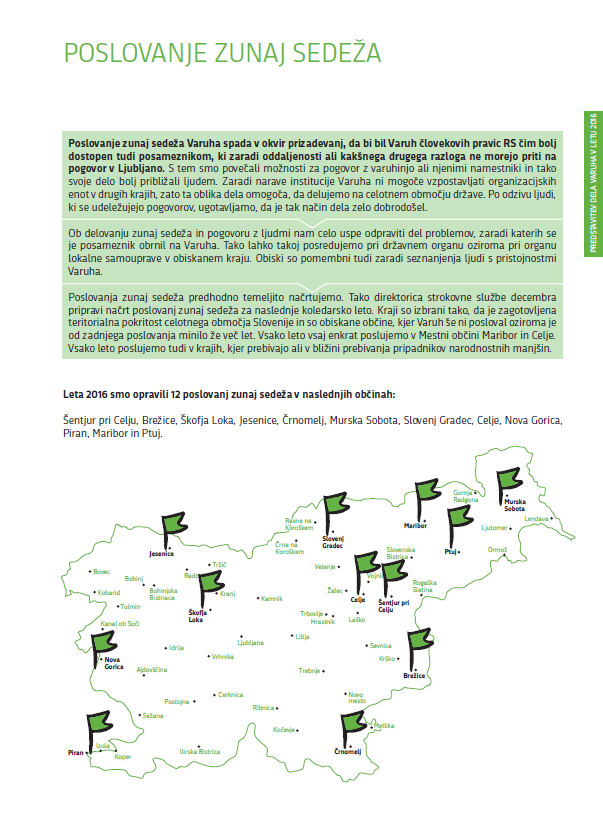 POSLOVANJE ZUNAJ SEDEŽA
PREDSTAVITEV DELA VARUHA V LETU 2016
Poslovanje zunaj sedeža Varuha spada v okvir prizadevanj, da bi bil Varuh človekovih pravic RS čim bolj
dostopen tudi posameznikom, ki zaradi oddaljenosti ali kakšnega drugega razloga ne morejo priti na
pogovor v Ljubljano. S tem smo povečali možnosti za pogovor z varuhinjo ali njenimi namestniki in tako
svoje delo bolj približali ljudem. Zaradi narave institucije Varuha ni mogoče vzpostavljati organizacijskih
enot v drugih krajih, zato ta oblika dela omogoča, da delujemo na celotnem območju države. Po odzivu ljudi,
ki se udeležujejo pogovorov, ugotavljamo, da je tak način dela zelo dobrodošel.
Ob delovanju zunaj sedeža in pogovoru z ljudmi nam celo uspe odpraviti del problemov, zaradi katerih se
je posameznik obrnil na Varuha. Tako lahko takoj posredujemo pri državnem organu oziroma pri organu
lokalne samouprave v obiskanem kraju. Obiski so pomembni tudi zaradi seznanjenja ljudi s pristojnostmi
Varuha.
Poslovanja zunaj sedeža predhodno temeljito načrtujemo. Tako direktorica strokovne službe decembra
pripravi načrt poslovanj zunaj sedeža za naslednje koledarsko leto. Kraji so izbrani tako, da je zagotovljena
teritorialna pokritost celotnega območja Slovenije in so obiskane občine, kjer Varuh še ni posloval oziroma je
od zadnjega poslovanja minilo že več let. Vsako leto vsaj enkrat poslujemo v Mestni občini Maribor in Celje.
Vsako leto poslujemo tudi v krajih, kjer prebivajo ali v bližini prebivanja pripadnikov narodnostnih manjšin.
Leta 2016 smo opravili 12 poslovanj zunaj sedeža v naslednjih občinah:
Šentjur pri Celju, Brežice, Škofja Loka, Jesenice, Črnomelj, Murska Sobota, Slovenj Gradec, Celje, Nova Gorica,
Piran, Maribor in Ptuj.
Gornja
Radgona
Murska
Sobota
Lendava
Ravne na
Koroškem
Maribor
Ljutomer
Slovenj
Gradec
Črna na
Koroškem
Jesenice
Ptuj
Ormož
Slovenska
Bistrica
Tržič
Velenje
Bovec
Bohinj
Vojnik
Rogaška
Slatina
Kobarid
Bohinjska
Bistriaca
Kranj
Kamnik
Žalec
Celje
Šentjur pri
Celju
Tolmin
Škofja
Loka
Trbovlje
Hrastnik
Laško
Kanal ob Soči
Ljubljana
Litija
Sevnica
Idrija
Vrhnika
Krško
Nova
Gorica
Ajdovščina
Trebnje
Brežice
Cerknica
Novo
mesto
Postojna
Ribnica
Sežana
Metlika
Kočevje
Izola
Piran
Koper
Ilirska Bistrica
Črnomelj